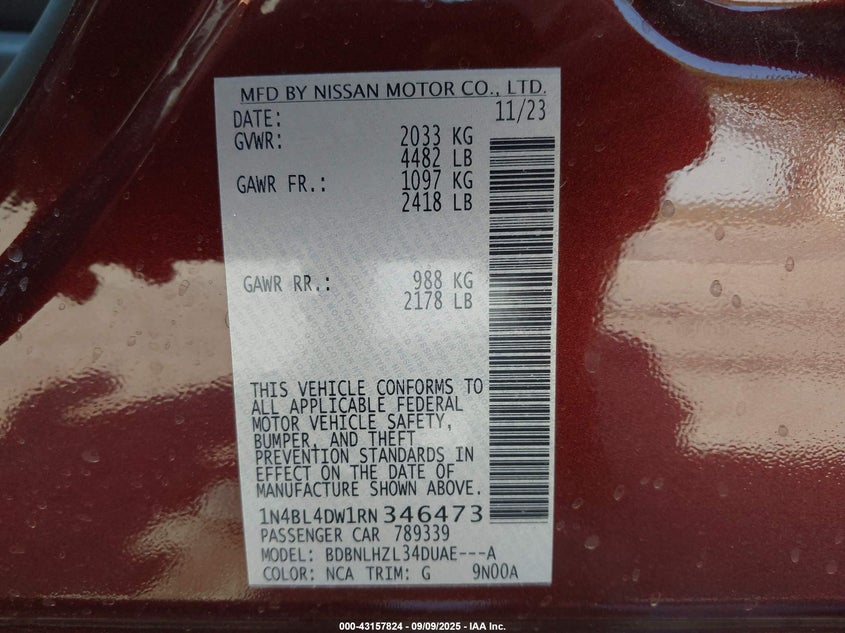 MFD BY NISSAN MOTOR CO., LTD.
DATE: 11/23
GVWR: 2033 KG
4482 LB
GAWR FR.: 1097 KG
2418 LB
GAWR RR.: 988 KG
2178 LB
THIS VEHICLE CONFORMS TO
ALL APPLICABLE FEDERAL
MOTOR VEHICLE SAFETY,
BUMPER, AND THEFT
PREVENTION STANDARDS IN
EFFECT ON THE DATE OF
MANUFACTURE SHOWN ABOVE.
1N4BL4DW1RN346473
PASSENGER CAR 789339
MODEL: BDBNLHZL34DUAE---A
COLOR: NCA TRIM: G 9N00A
000-43157824 - 09/09/2025 - IAA Inc.